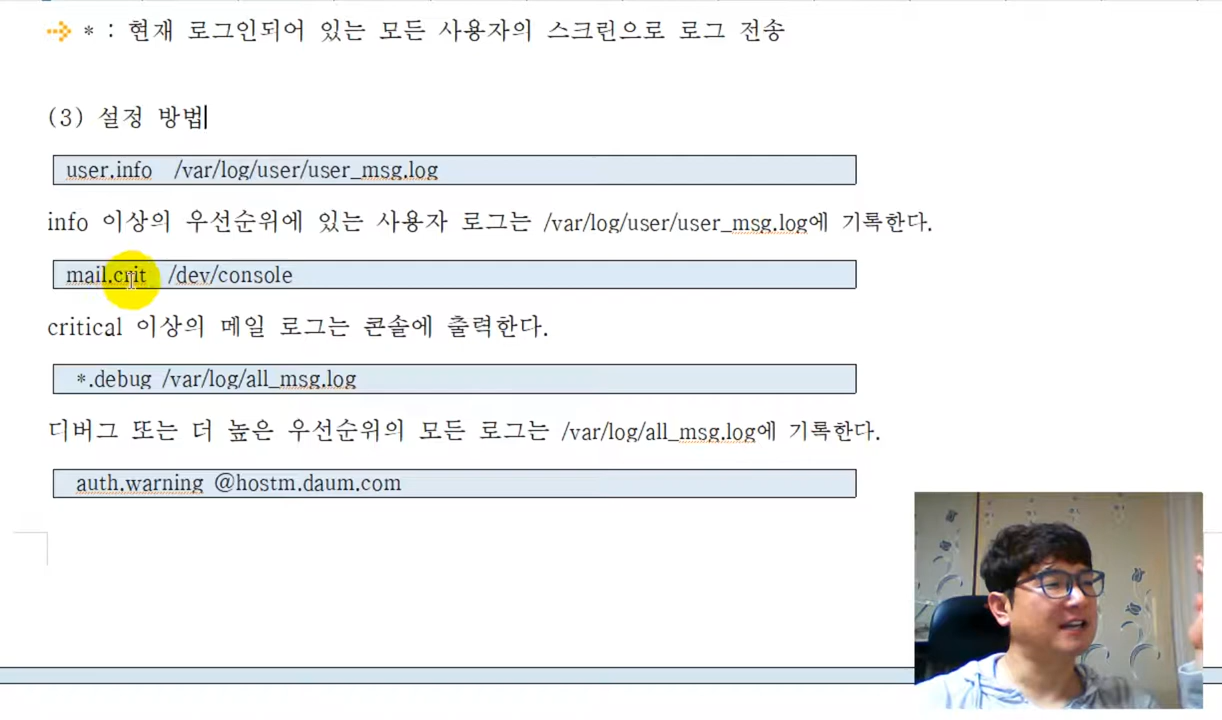 * : 현재 로그인되어 있는 모든 사용자의 스크린으로 로그 전송
(3) 설정 방법
user.info /var/log/user/user_msg.log
info 이상의 우선순위에 있는 사용자 로그는 /var/log/user/user_msg.log에 기록한다.
mail.crit /dev/console
critical 이상의 메일 로그는 콘솔에 출력한다.
*.debug /var/log/all_msg.log
디버그 또는 더 높은 우선순위의 모든 로그는 /var/log/all_msg.log에 기록한다.
auth.warning @hostm.daum.com